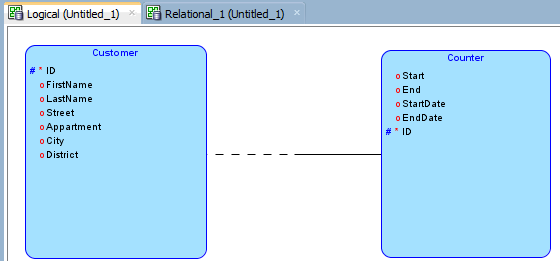 Logical (Untitled_1) × Relational_1 (Untitled_1) ×
Customer
# * ID
o FirstName
o LastName
o Street
o Appartment
o City
o District
Counter
o Start
o End
o StartDate
o EndDate
# * ID